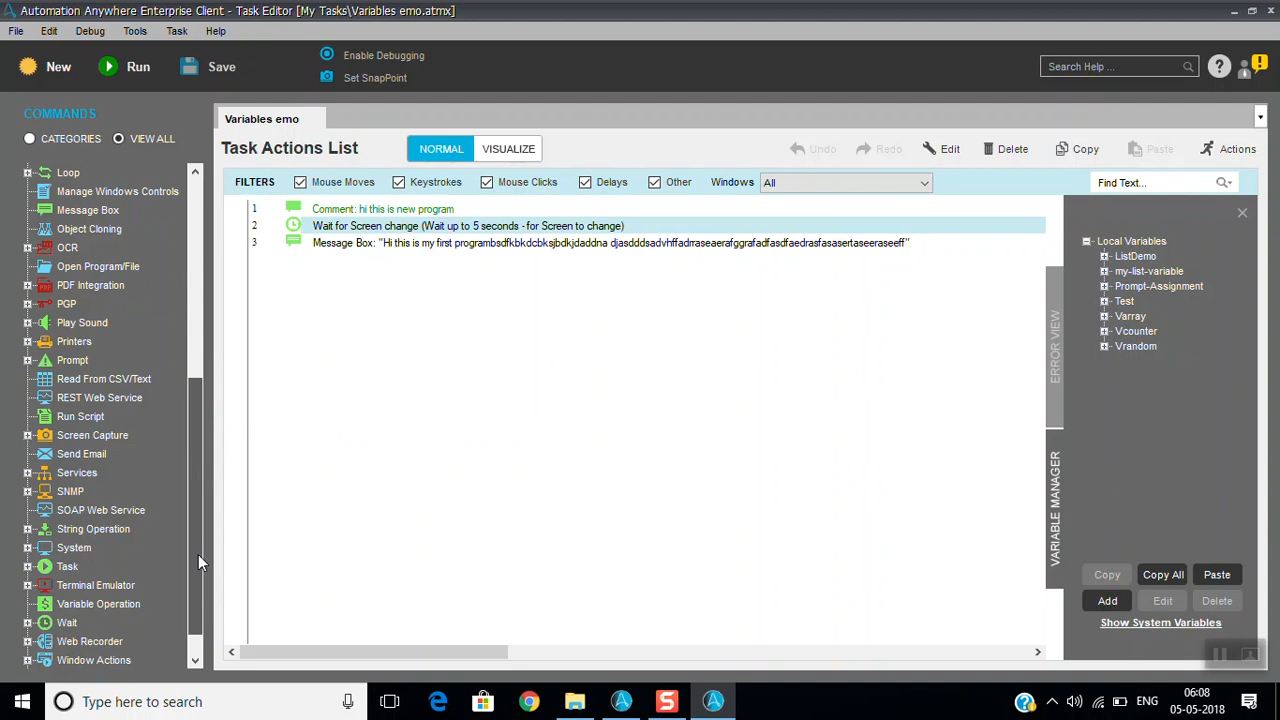 Automation Anywhere Enterprise Client - Task Editor [My Tasks\Variables emo.atmx]
File Edit Debug Tools Task Help
New Run Save
Enable Debugging
Set SnapPoint
Search Help ...
COMMANDS
CATEGORIES VIEW ALL
Loop
Manage Windows Controls
Message Box
Object Cloning
OCR
Open Program/File
PDF Integration
PGP
Play Sound
Printers
Prompt
Read From CSV/Text
REST Web Service
Run Script
Screen Capture
Send Email
Services
SNMP
SOAP Web Service
String Operation
System
Task
Terminal Emulator
Variable Operation
Wait
Web Recorder
Window Actions
Variables emo
Task Actions List
NORMAL VISUALIZE
Undo Redo Edit Delete Copy Paste Actions
FILTERS Mouse Moves Keystrokes Mouse Clicks Delays Other Windows All
Find Text...
1 Comment: hi this is new program
2 Wait for Screen change (Wait up to 5 seconds - for Screen to change)
3 Message Box: "Hi this is my first programbsdfkbkdcbksjbdkjdaddna djasdddsadvhffadrraseaerafggrafadfasdfaedrasfasasertaseeraseeff"
ERROR VIEW
VARIABLE MANAGER
Local Variables
ListDemo
my-list-variable
Prompt-Assignment
Test
Varray
Vcounter
Vrandom
Copy Copy All Paste
Add Edit Delete
Show System Variables
Type here to search
ENG
06:08
05-05-2018